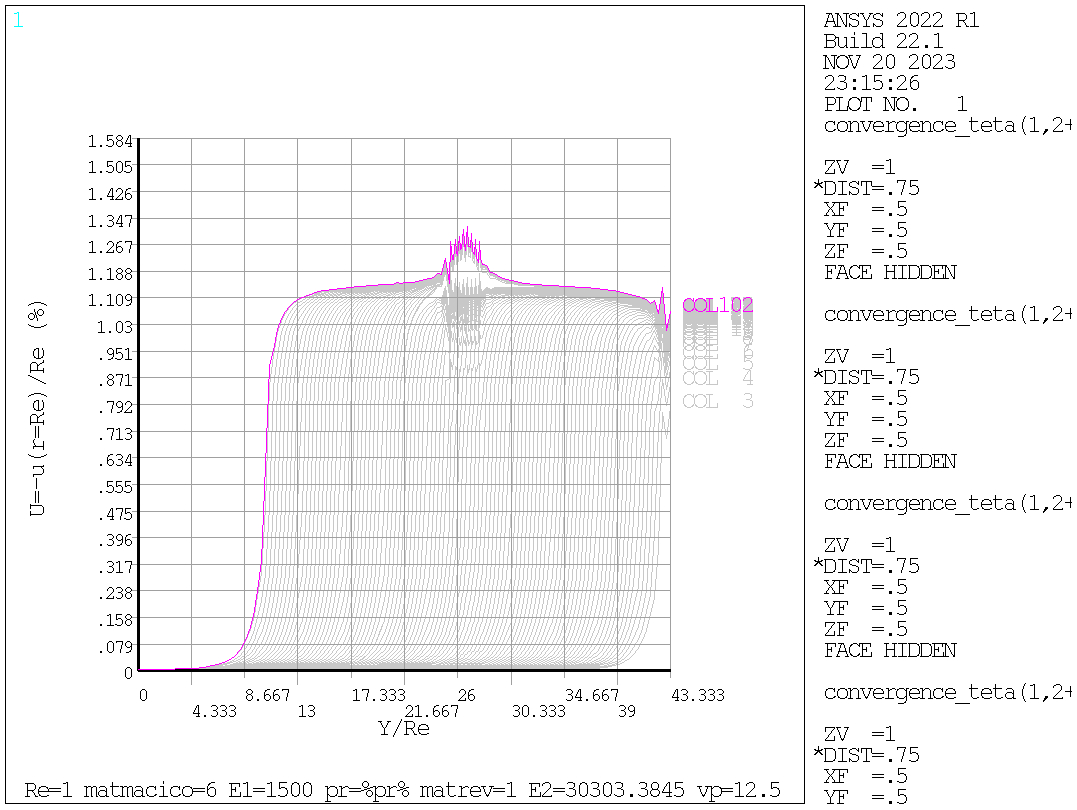 1
ANSYS 2022 R1
Build 22.1
NOV 20 2023
23:15:26
PLOT NO. 1
convergence_teta(1,2+
ZV =1
*DIST=.75
XF =.5
YF =.5
ZF =.5
FACE HIDDEN
convergence_teta(1,2+
ZV =1
*DIST=.75
XF =.5
YF =.5
ZF =.5
FACE HIDDEN
convergence_teta(1,2+
ZV =1
*DIST=.75
XF =.5
YF =.5
ZF =.5
FACE HIDDEN
convergence_teta(1,2+
ZV =1
*DIST=.75
XF =.5
YF =.5
U=-u(r=Re)/Re (%)
1.584
1.505
1.426
1.347
1.267
1.188
1.109
1.03
.951
.871
.792
.713
.634
.555
.475
.396
.317
.238
.158
.079
0
COL102
COL 4
COL 3
0
4.333
8.667
13
17.333
21.667
26
30.333
34.667
39
43.333
Y/Re
Re=1 matmacico=6 E1=1500 pr=%pr% matrev=1 E2=30303.3845 vp=12.5